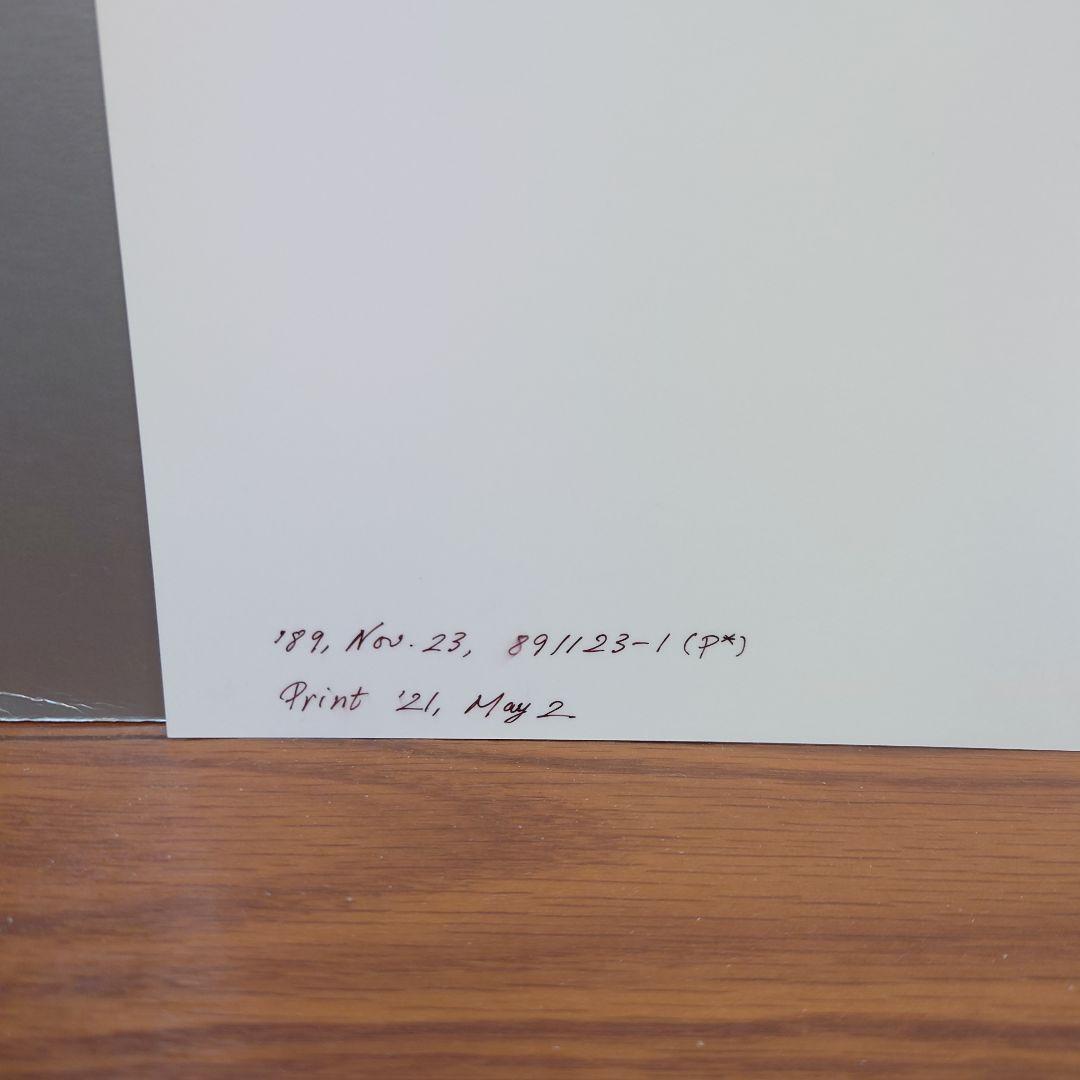 '89, Nov. 23, 891123-1 (P*)
Print '21, May 2